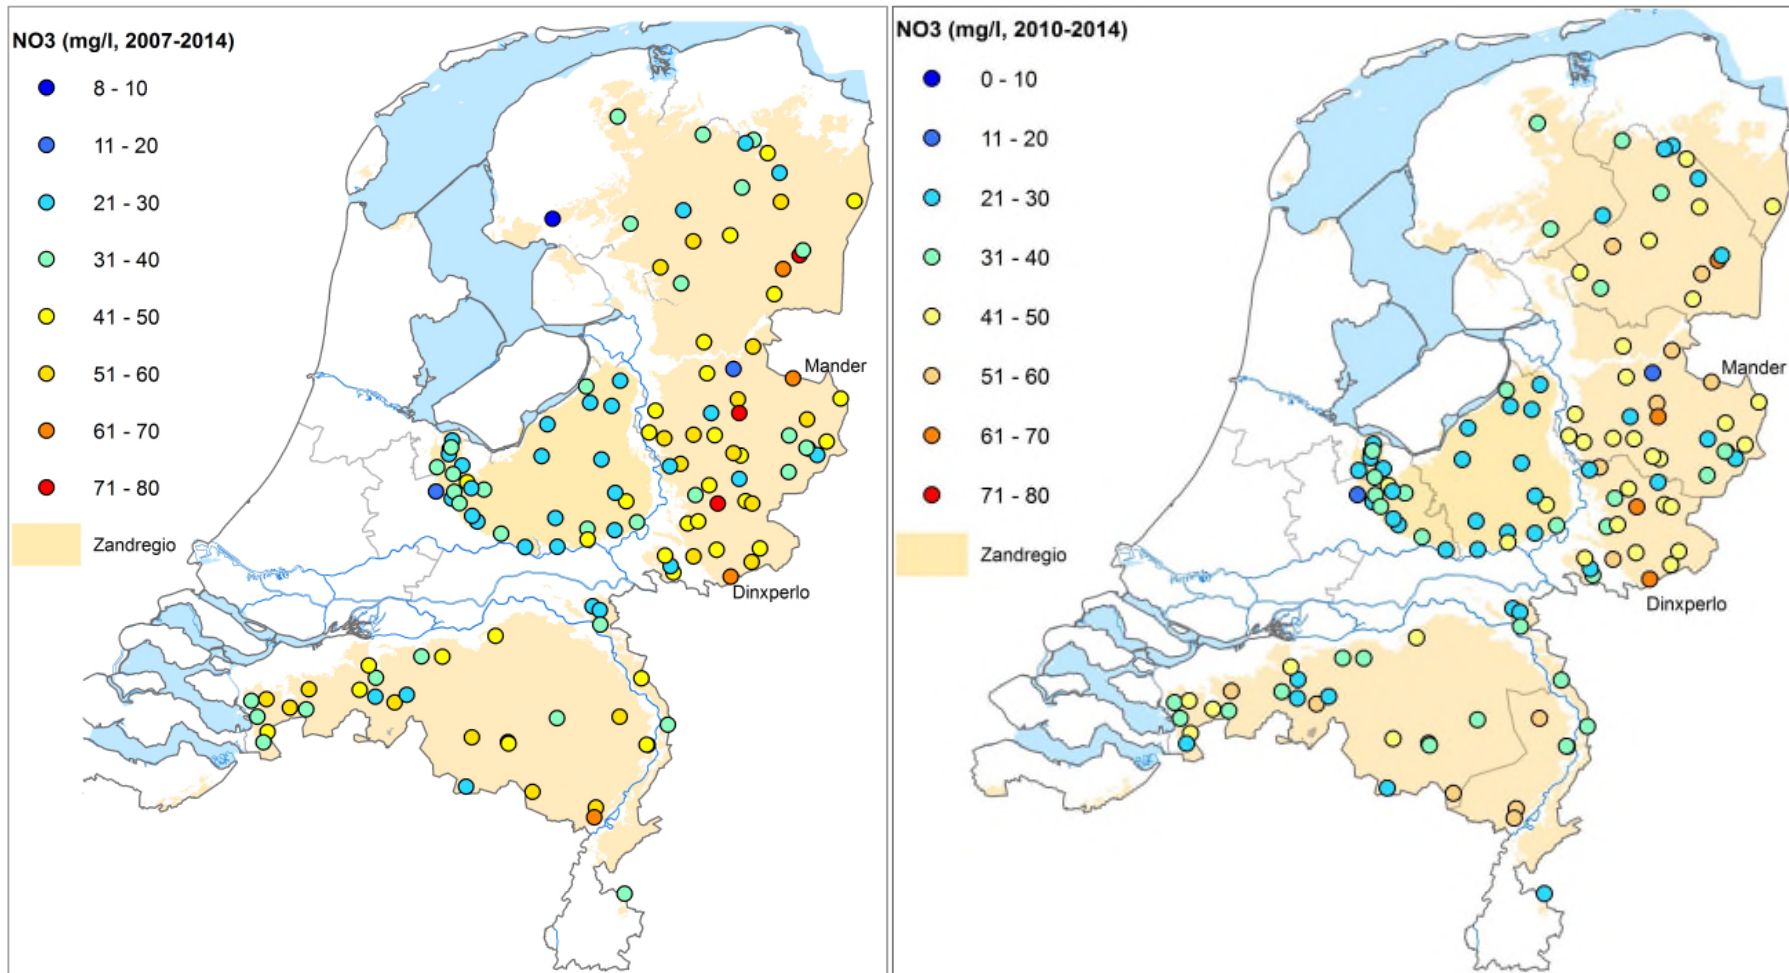 NO3 (mg/l, 2007-2014)
8 - 10
11 - 20
21 - 30
31 - 40
41 - 50
51 - 60
61 - 70
71 - 80
Zandregio
Mander
Dinxperlo
NO3 (mg/l, 2010-2014)
0 - 10
11 - 20
21 - 30
31 - 40
41 - 50
51 - 60
61 - 70
71 - 80
Zandregio
Mander
Dinxperlo